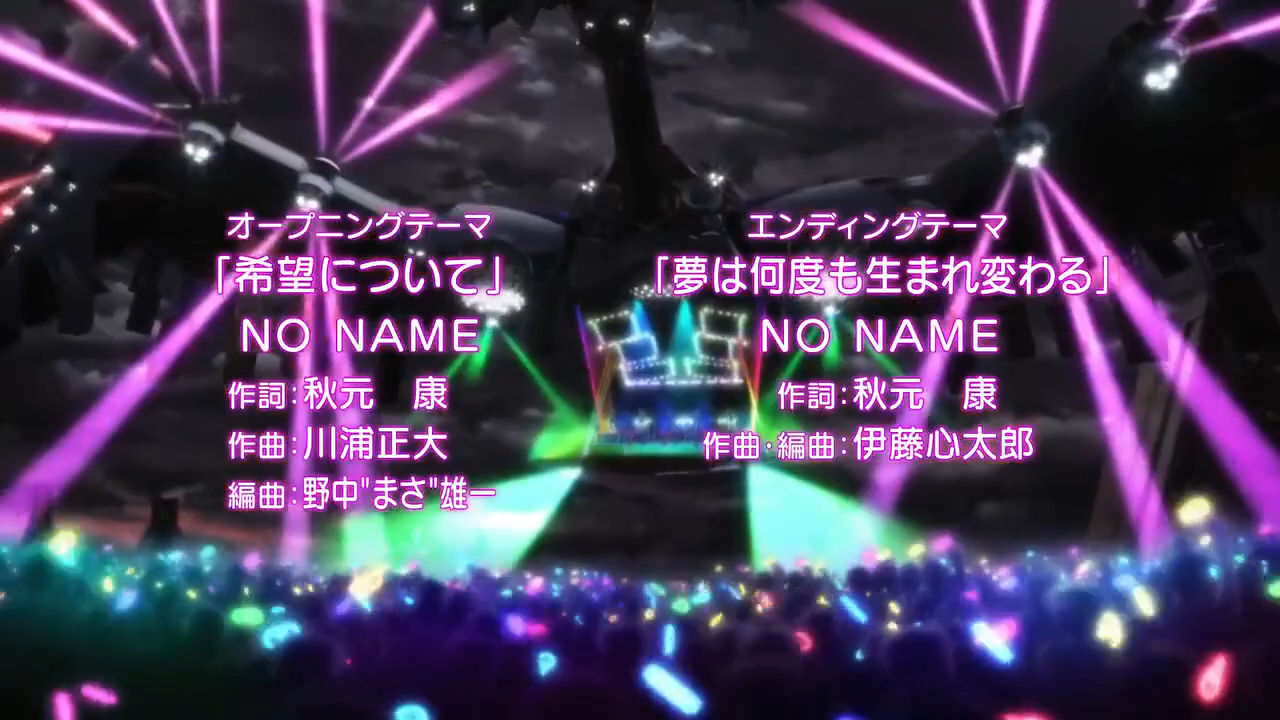 オープニングテーマ
「希望について」
NO NAME
作詞：秋元　康
作曲：川浦正大
編曲：野中"まさ"雄一
エンディングテーマ
「夢は何度も生まれ変わる」
NO NAME
作詞：秋元　康
作曲・編曲：伊藤心太郎